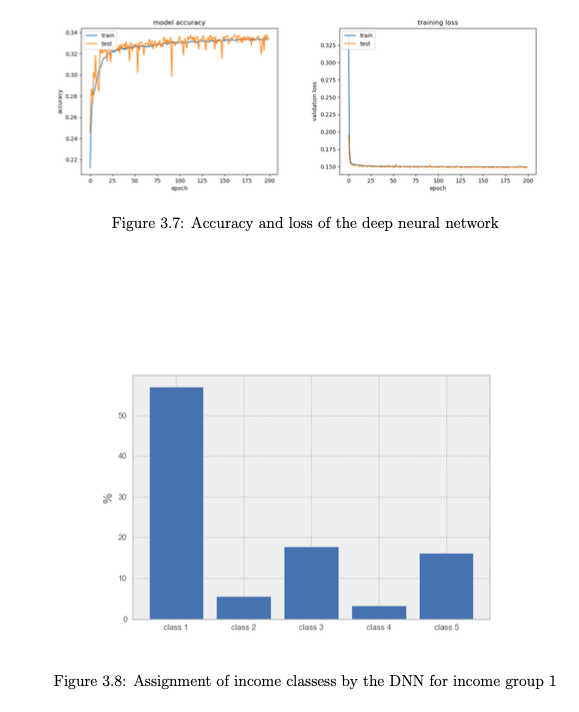 model accuracy
train
test
0.34
0.32
0.30
0.28
0.26
0.24
0.22
accuracy
0 25 50 75 100 125 150 175 200
epoch
training loss
train
test
0.325
0.300
0.275
0.250
0.225
0.200
0.175
0.150
validation loss
0 25 50 75 100 125 150 175 200
epoch
Figure 3.7: Accuracy and loss of the deep neural network
50
40
30
20
10
0
%
class 1 class 2 class 3 class 4 class 5
Figure 3.8: Assignment of income classess by the DNN for income group 1